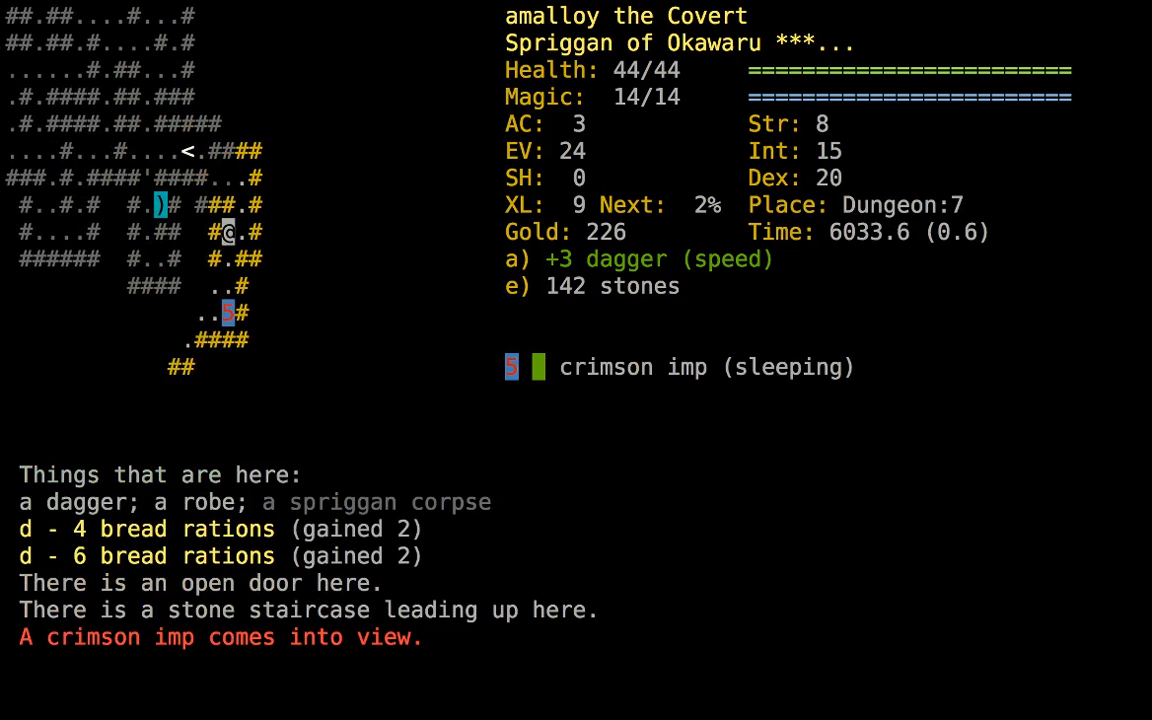 ##.##....#...#
amalloy the Covert
##.##.#....#.#
Spriggan of Okawaru ***...
......#.##...#
Health: 44/44 ========================
.#.####.##.###
Magic:  14/14 ========================
.#.####.##.#####
AC:  3 Str: 8
....#...#....<.####
EV: 24 Int: 15
###.#.####'####...#
SH:  0 Dex: 20
#..#.# #.)# ###.#
XL:  9 Next:  2% Place: Dungeon:7
#....# #.## #@.#
Gold: 226 Time: 6033.6 (0.6)
###### #..# #.##
a) +3 dagger (speed)
#### ..#
e) 142 stones
..5#
.####
##
5 crimson imp (sleeping)
Things that are here:
a dagger; a robe; a spriggan corpse
d - 4 bread rations (gained 2)
d - 6 bread rations (gained 2)
There is an open door here.
There is a stone staircase leading up here.
A crimson imp comes into view.